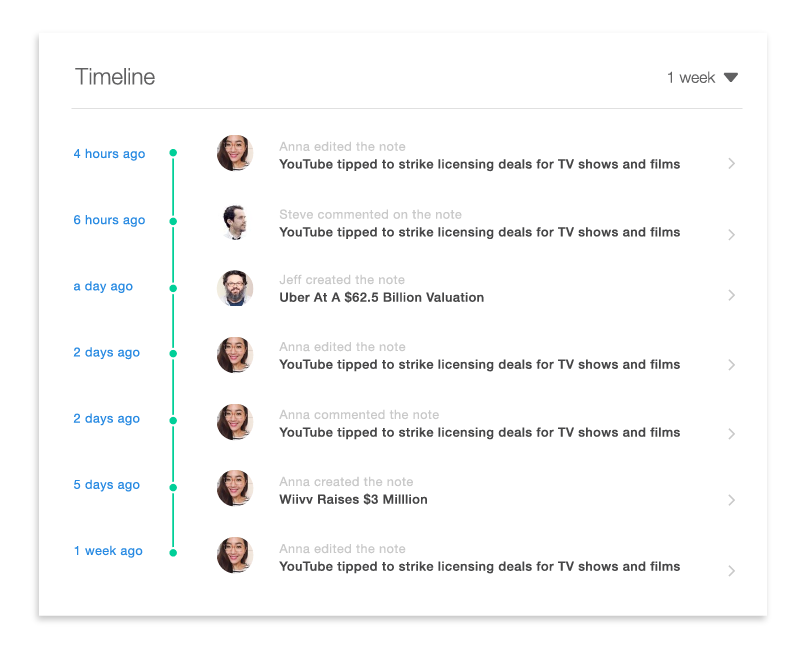 Timeline
1 week
4 hours ago
Anna edited the note
YouTube tipped to strike licensing deals for TV shows and films
6 hours ago
Steve commented on the note
YouTube tipped to strike licensing deals for TV shows and films
a day ago
Jeff created the note
Uber At A $62.5 Billion Valuation
2 days ago
Anna edited the note
YouTube tipped to strike licensing deals for TV shows and films
2 days ago
Anna commented the note
YouTube tipped to strike licensing deals for TV shows and films
5 days ago
Anna created the note
Wiivv Raises $3 Milllion
1 week ago
Anna edited the note
YouTube tipped to strike licensing deals for TV shows and films